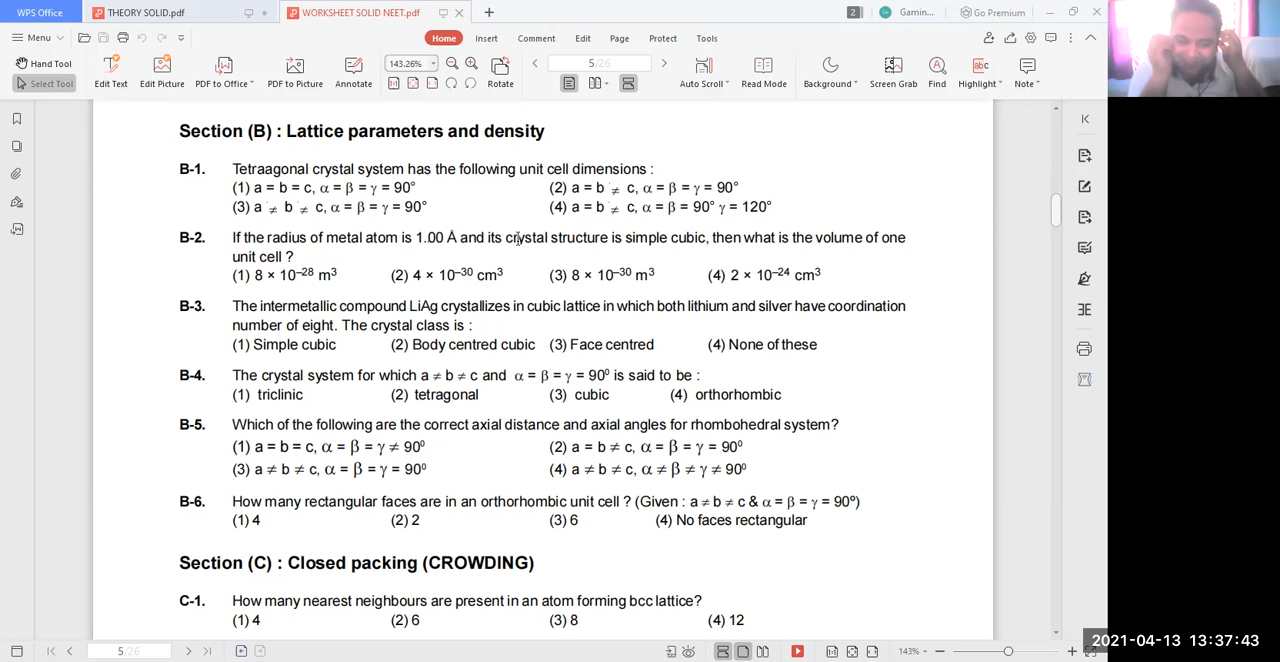 WPS Office THEORY SOLID.pdf WORKSHEET SOLID NEET.pdf 2 Gamin... Go Premium
Menu Home Insert Comment Edit Page Protect Tools
Hand Tool 143.26% 5/26
Select Tool Edit Text Edit Picture PDF to Office PDF to Picture Annotate Rotate Auto Scroll Read Mode Background Screen Grab Find Highlight Note
Section (B) : Lattice parameters and density
B-1. Tetraagonal crystal system has the following unit cell dimensions :
(1) a = b = c, α = β = γ = 90° (2) a = b ≠ c, α = β = γ = 90°
(3) a ≠ b ≠ c, α = β = γ = 90° (4) a = b ≠ c, α = β = 90° γ = 120°
B-2. If the radius of metal atom is 1.00 Å and its crystal structure is simple cubic, then what is the volume of one
unit cell ?
(1) 8 × 10⁻²⁸ m³ (2) 4 × 10⁻³⁰ cm³ (3) 8 × 10⁻³⁰ m³ (4) 2 × 10⁻²⁴ cm³
B-3. The intermetallic compound LiAg crystallizes in cubic lattice in which both lithium and silver have coordination
number of eight. The crystal class is :
(1) Simple cubic (2) Body centred cubic (3) Face centred (4) None of these
B-4. The crystal system for which a ≠ b ≠ c and α = β = γ = 90⁰ is said to be :
(1) triclinic (2) tetragonal (3) cubic (4) orthorhombic
B-5. Which of the following are the correct axial distance and axial angles for rhombohedral system?
(1) a = b = c, α = β = γ ≠ 90⁰ (2) a = b ≠ c, α = β = γ = 90⁰
(3) a ≠ b ≠ c, α = β = γ = 90⁰ (4) a ≠ b ≠ c, α ≠ β ≠ γ ≠ 90⁰
B-6. How many rectangular faces are in an orthorhombic unit cell ? (Given : a ≠ b ≠ c & α = β = γ = 90º)
(1) 4 (2) 2 (3) 6 (4) No faces rectangular
Section (C) : Closed packing (CROWDING)
C-1. How many nearest neighbours are present in an atom forming bcc lattice?
(1) 4 (2) 6 (3) 8 (4) 12
2021-04-13 13:37:43
5/26 143%